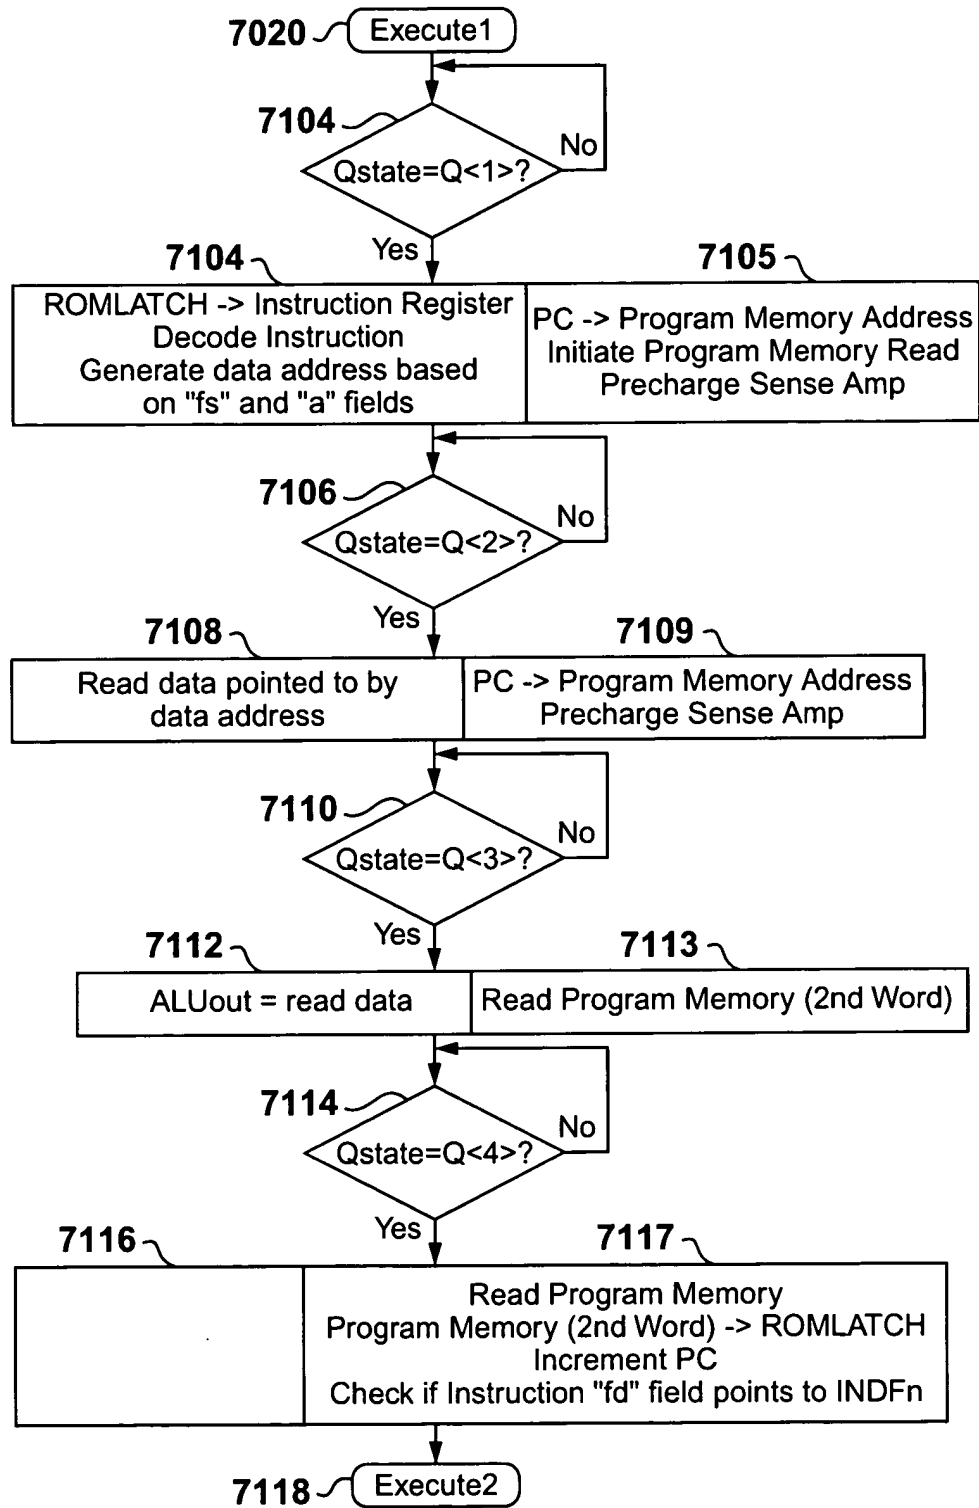 7020
Execute1
7104
Qstate=Q<1>?
No
Yes
7104
7105
ROMLATCH -> Instruction Register
Decode Instruction
Generate data address based
on "fs" and "a" fields
PC -> Program Memory Address
Initiate Program Memory Read
Precharge Sense Amp
7106
Qstate=Q<2>?
No
Yes
7108
7109
Read data pointed to by
data address
PC -> Program Memory Address
Precharge Sense Amp
7110
Qstate=Q<3>?
No
Yes
7112
7113
ALUout = read data
Read Program Memory (2nd Word)
7114
Qstate=Q<4>?
No
Yes
7116
7117
Read Program Memory
Program Memory (2nd Word) -> ROMLATCH
Increment PC
Check if Instruction "fd" field points to INDFn
7118
Execute2